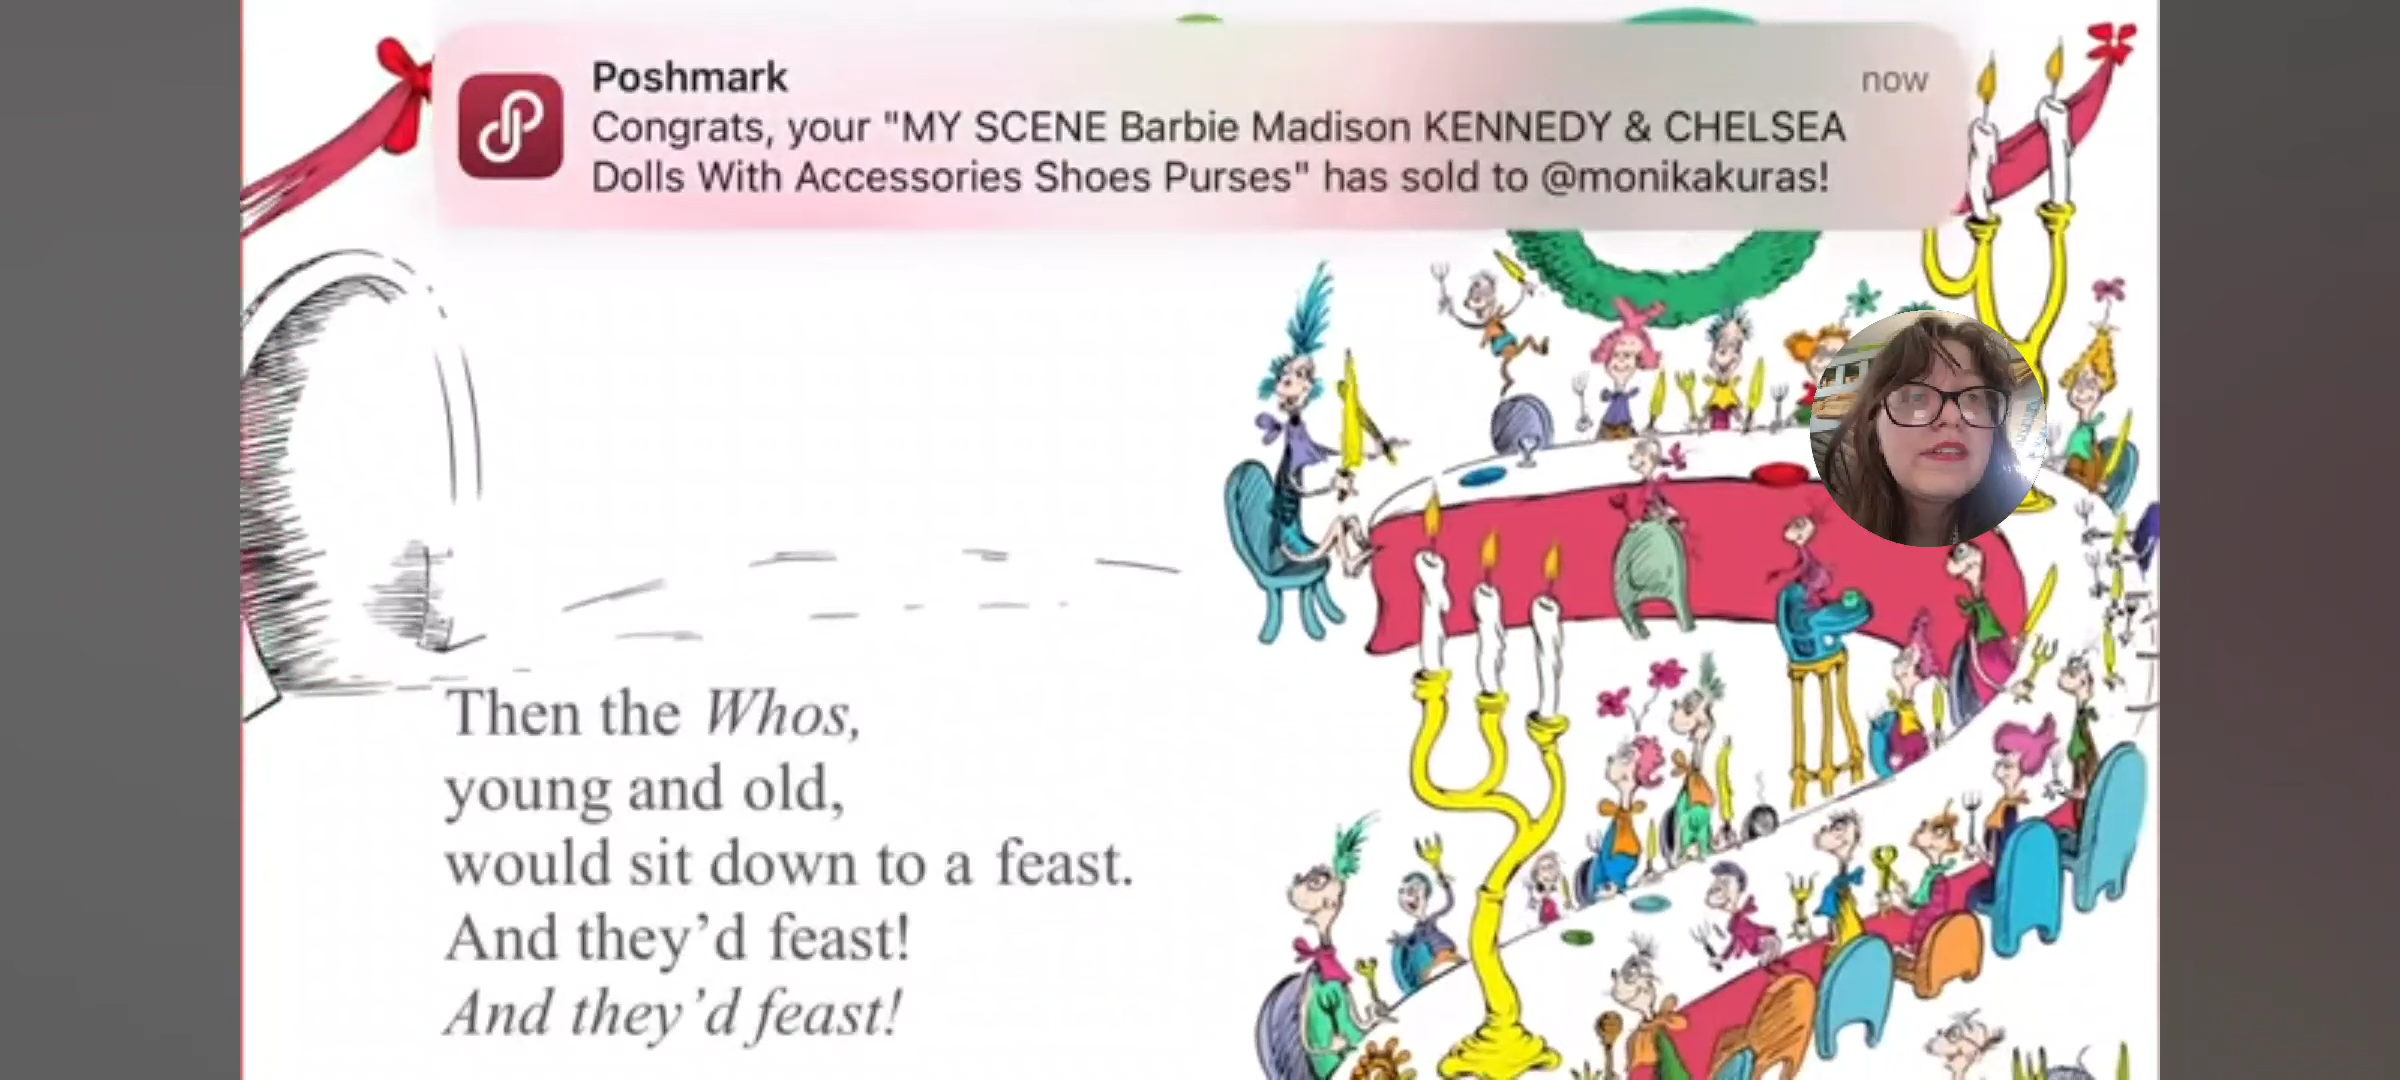 Poshmark
now
Congrats, your "MY SCENE Barbie Madison KENNEDY & CHELSEA
Dolls With Accessories Shoes Purses" has sold to @monikakuras!
Then the Whos,
young and old,
would sit down to a feast.
And they’d feast!
And they’d feast!